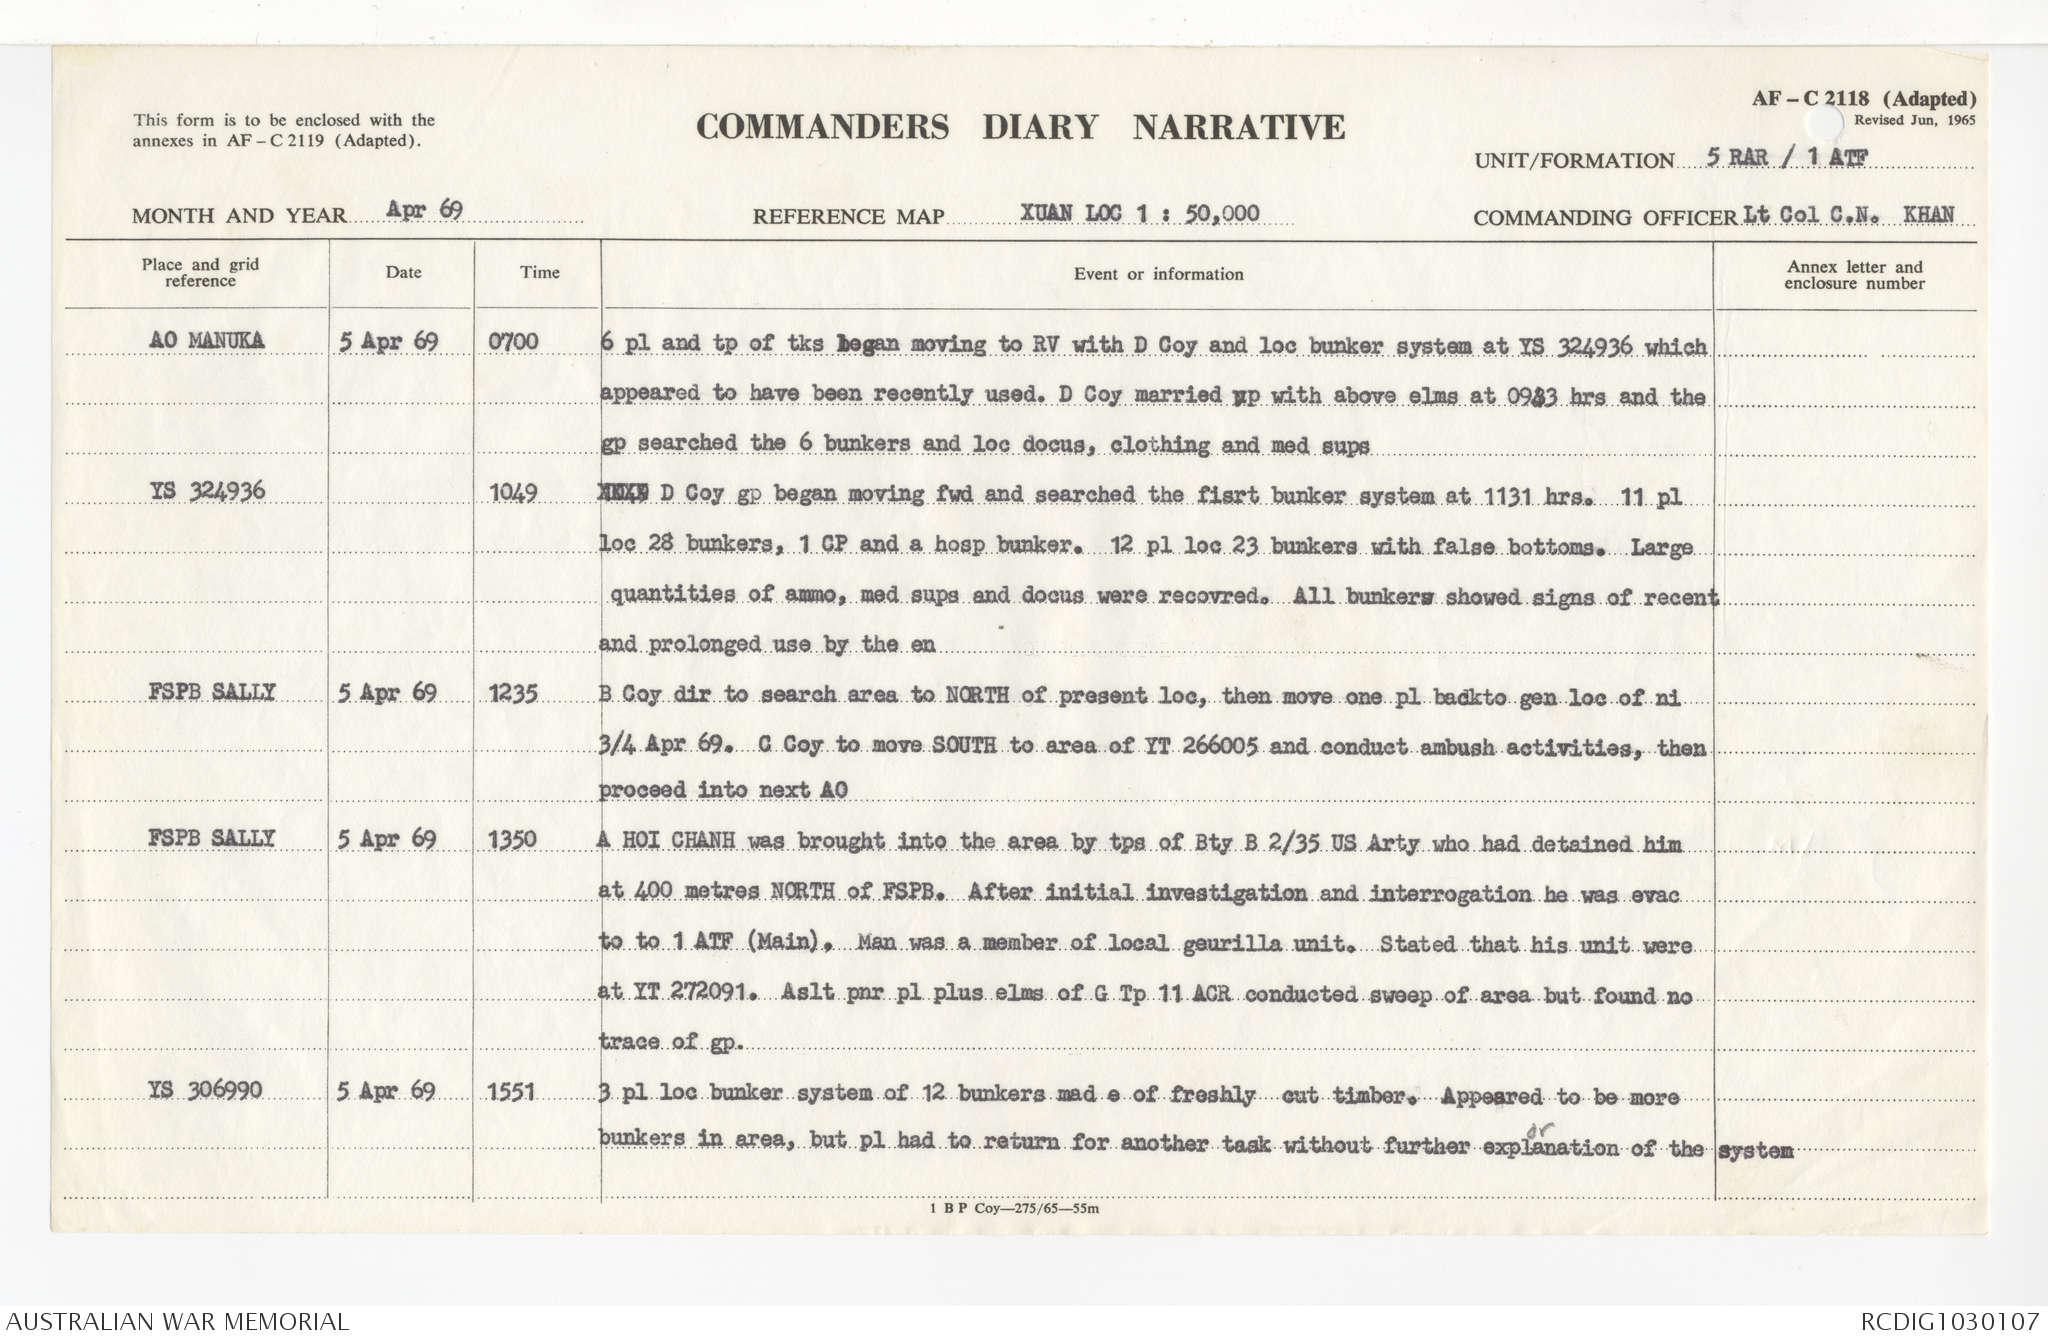 This form is to be enclosed with the
annexes in AF – C 2119 (Adapted).
COMMANDERS DIARY NARRATIVE
AF – C 2118 (Adapted)
Revised Jun, 1965
UNIT/FORMATION 5 RAR / 1 ATF
MONTH AND YEAR Apr 69
REFERENCE MAP XUAN LOC 1 : 50,000
COMMANDING OFFICER Lt Col C.N. KHAN
Place and grid reference Date Time Event or information Annex letter and enclosure number
AO MANUKA 5 Apr 69 0700 6 pl and tp of tks began moving to RV with D Coy and loc bunker system at YS 324936 which
appeared to have been recently used. D Coy married up with above elms at hrs and the
gp searched the 6 bunkers and loc docus, clothing and med sups
YS 324936 1049 D Coy gp began moving fwd and searched the fisrt bunker system at 1131 hrs. 11 pl
loc 28 bunkers, 1 CP and a hosp bunker. 12 pl loc 23 bunkers with false bottoms. Large
quantities of ammo, med sups and docus were recovred. All bunkers showed signs of recent
and prolonged use by the en
FSPB SALLY 5 Apr 69 1235 B Coy dir to search area to NORTH of present loc, then move one pl backto gen loc of ni
3/4 Apr 69. C Coy to move SOUTH to area of YT 266005 and conduct ambush activities, then
proceed into next AO
FSPB SALLY 5 Apr 69 1350 A HOI CHANH was brought into the area by tps of Bty B 2/35 US Arty who had detained him
at 400 metres NORTH of FSPB. After initial investigation and interrogation he was evac
to to 1 ATF (Main). Man was a member of local geurilla unit. Stated that his unit were
at YT 272091. Aslt pnr pl plus elms of G Tp 11 ACR conducted sweep of area but found no
trace of gp.
YS 306990 5 Apr 69 1551 3 pl loc bunker system of 12 bunkers mad e of freshly cut timber. Appeared to be more
or
bunkers in area, but pl had to return for another task without further explanation of the system
1 B P Coy—275/65—55m
AUSTRALIAN WAR MEMORIAL
RCDIG1030107